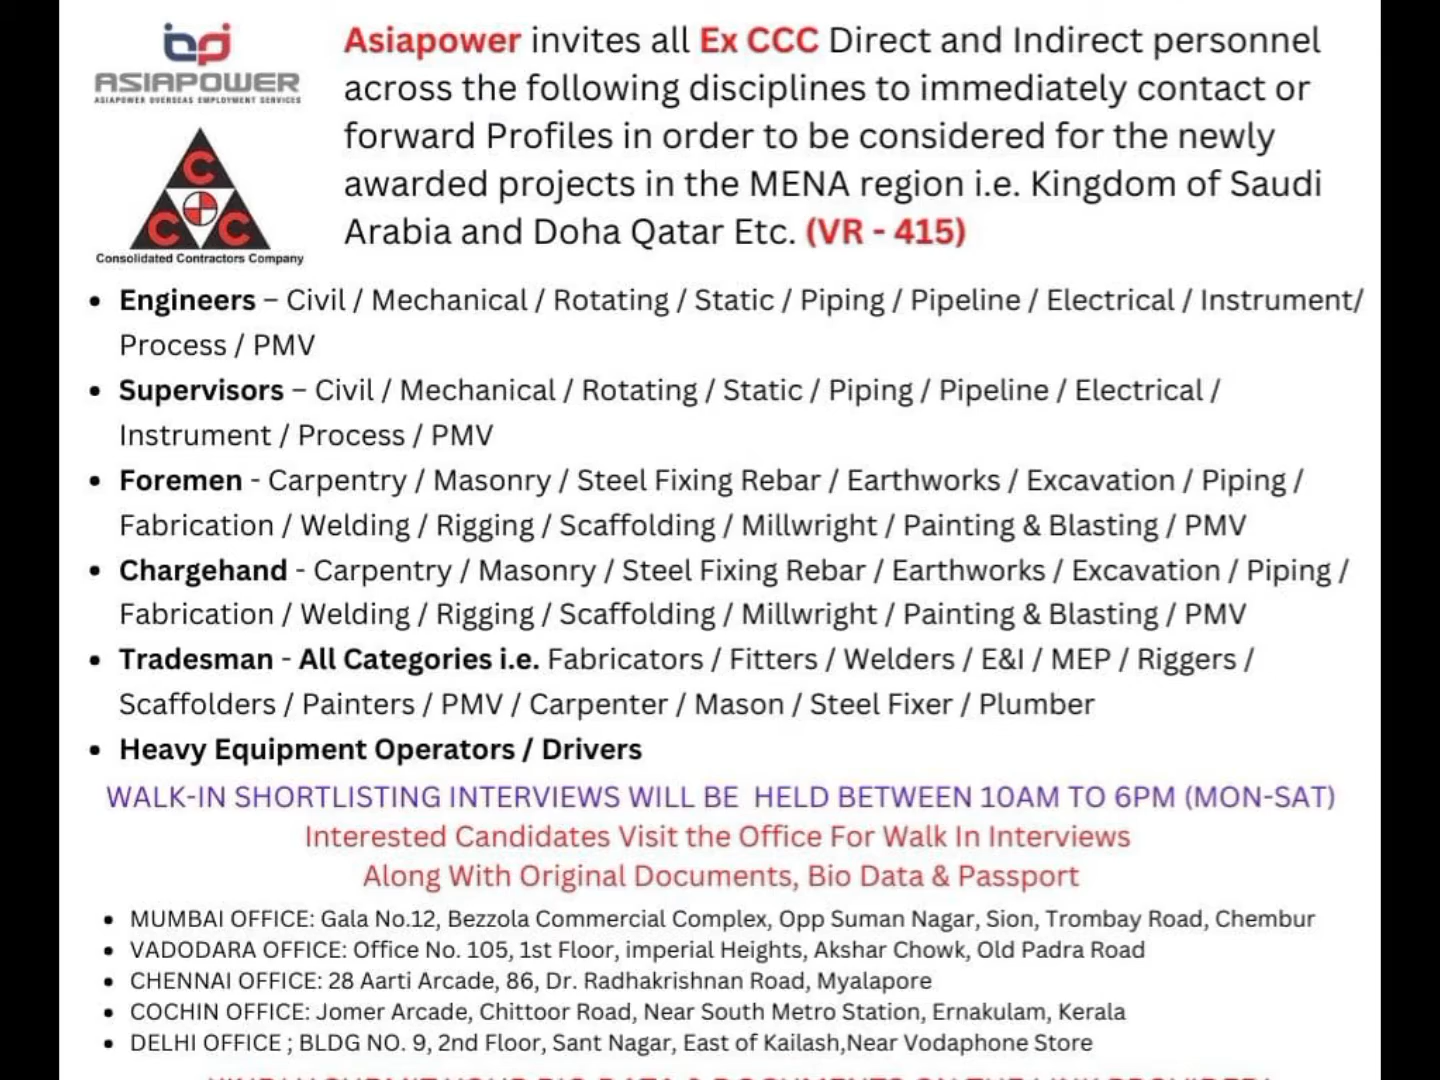 ASIAPOWER
ASIAPOWER OVERSEAS EMPLOYMENT SERVICES
C
C C
Consolidated Contractors Company
Asiapower invites all Ex CCC Direct and Indirect personnel
across the following disciplines to immediately contact or
forward Profiles in order to be considered for the newly
awarded projects in the MENA region i.e. Kingdom of Saudi
Arabia and Doha Qatar Etc. (VR - 415)
• Engineers – Civil / Mechanical / Rotating / Static / Piping / Pipeline / Electrical / Instrument/
Process / PMV
• Supervisors – Civil / Mechanical / Rotating / Static / Piping / Pipeline / Electrical /
Instrument / Process / PMV
• Foremen - Carpentry / Masonry / Steel Fixing Rebar / Earthworks / Excavation / Piping /
Fabrication / Welding / Rigging / Scaffolding / Millwright / Painting & Blasting / PMV
• Chargehand - Carpentry / Masonry / Steel Fixing Rebar / Earthworks / Excavation / Piping /
Fabrication / Welding / Rigging / Scaffolding / Millwright / Painting & Blasting / PMV
• Tradesman - All Categories i.e. Fabricators / Fitters / Welders / E&I / MEP / Riggers /
Scaffolders / Painters / PMV / Carpenter / Mason / Steel Fixer / Plumber
• Heavy Equipment Operators / Drivers
WALK-IN SHORTLISTING INTERVIEWS WILL BE HELD BETWEEN 10AM TO 6PM (MON-SAT)
Interested Candidates Visit the Office For Walk In Interviews
Along With Original Documents, Bio Data & Passport
• MUMBAI OFFICE: Gala No.12, Bezzola Commercial Complex, Opp Suman Nagar, Sion, Trombay Road, Chembur
• VADODARA OFFICE: Office No. 105, 1st Floor, imperial Heights, Akshar Chowk, Old Padra Road
• CHENNAI OFFICE: 28 Aarti Arcade, 86, Dr. Radhakrishnan Road, Myalapore
• COCHIN OFFICE: Jomer Arcade, Chittoor Road, Near South Metro Station, Ernakulam, Kerala
• DELHI OFFICE ; BLDG NO. 9, 2nd Floor, Sant Nagar, East of Kailash,Near Vodaphone Store